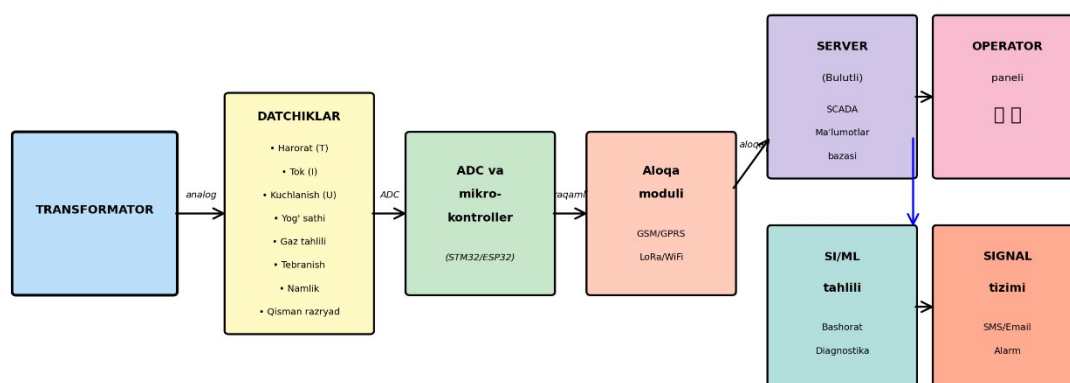 TRANSFORMATOR
analog
DATCHIKLAR
• Harorat (T)
• Tok (I)
• Kuchlanish (U)
• Yog' sathi
• Gaz tahlili
• Tebranish
• Namlik
• Qisman razryad
ADC
ADC va
mikro-
kontroller
(STM32/ESP32)
Aloqa
moduli
GSM/GPRS
LoRa/WiFi
SERVER
(Bulutli)
SCADA
Ma'lumotlar
bazasi
OPERATOR
paneli
SI/ML
tahlili
Bashorat
Diagnostika
SIGNAL
tizimi
SMS/Email
Alarm